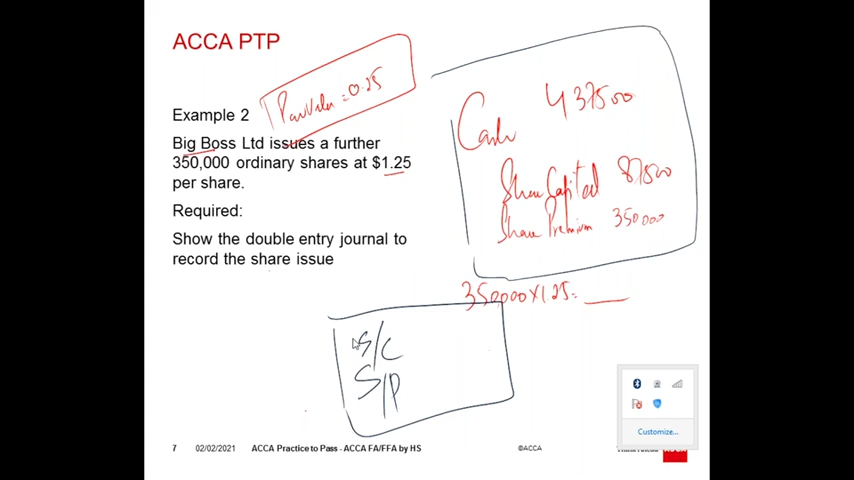 ACCA PTP
Par Value = 0.25
Example 2
Big Boss Ltd issues a further
350,000 ordinary shares at $1.25
per share.
Required:
Show the double entry journal to
record the share issue
Cash 437500
Share Capital 87500
Share Premium 350000
350,000 x 1.25 =
S/C
S/P
Customize...
7 02/02/2021 ACCA Practice to Pass - ACCA FA/FFA by HS ©ACCA